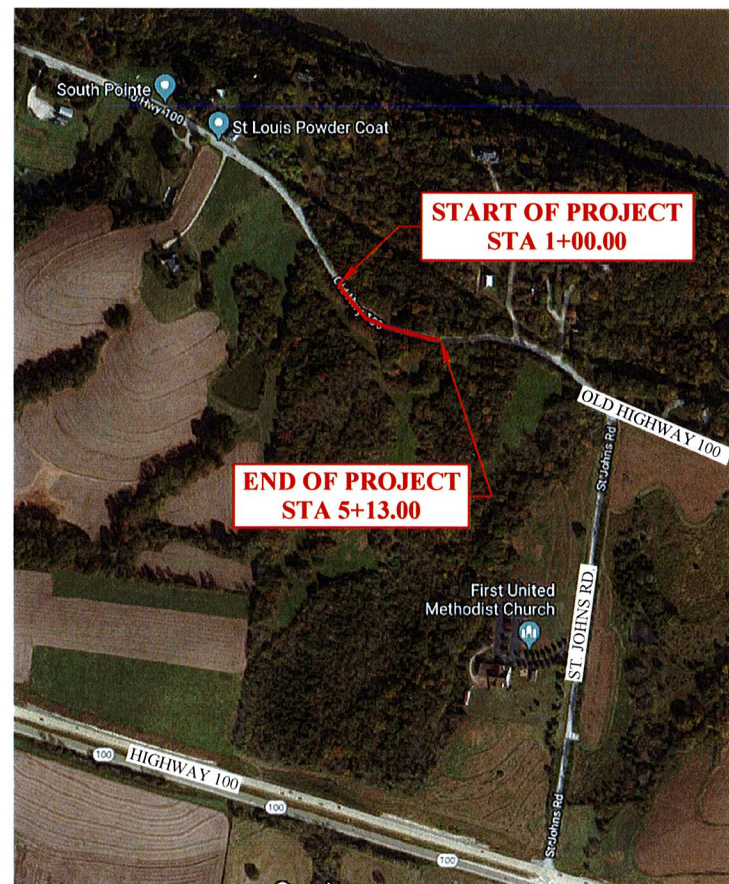 South Pointe
Hwy 100
St Louis Powder Coat
START OF PROJECT
STA 1+00.00
OLD HIGHWAY 100
St Johns Rd
END OF PROJECT
STA 5+13.00
First United
Methodist Church
ST. JOHNS RD.
HIGHWAY 100
100
100
100
St Johns Rd